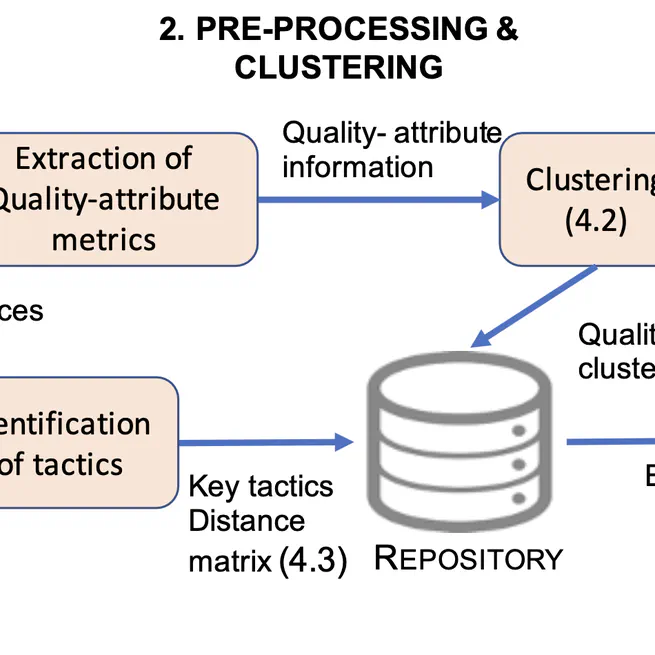 2. PRE-PROCESSING &
CLUSTERING
Quality- attribute
information
Extraction of
Quality-attribute
metrics
Clustering
(4.2)
ces
Qualit
cluste
entification
of tactics
Key tactics
Distance
matrix (4.3)
E
REPOSITORY